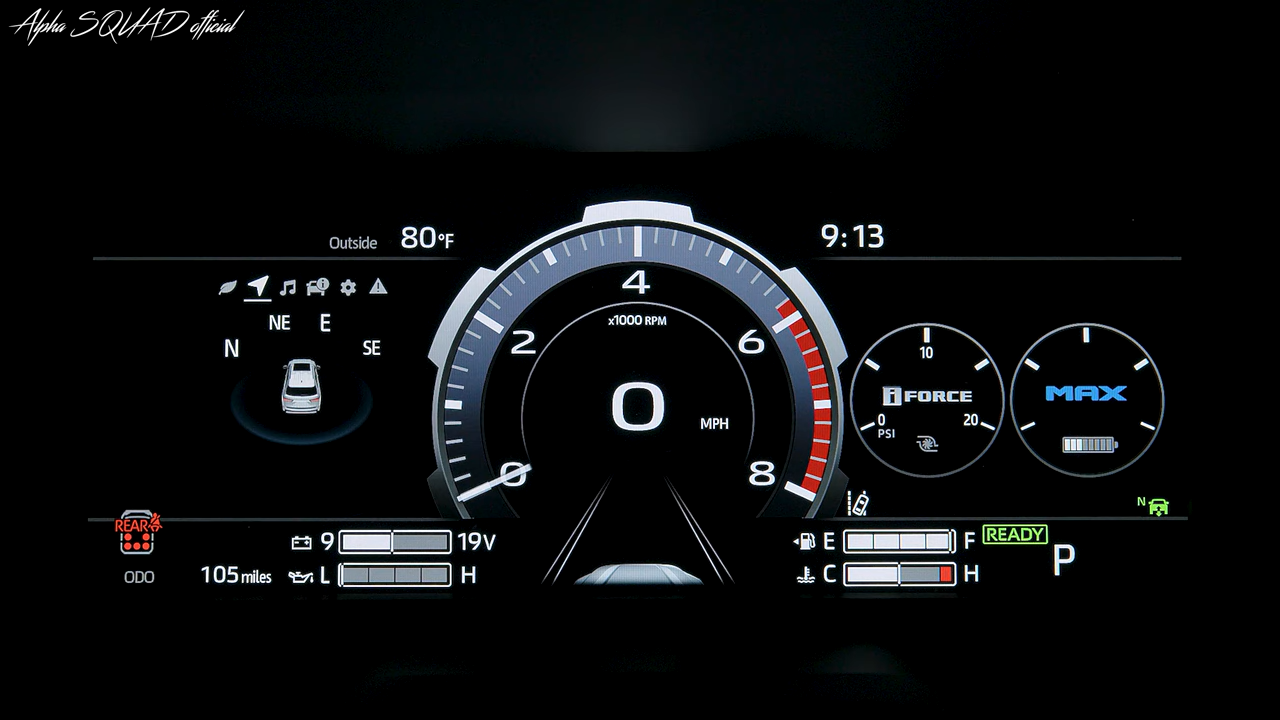 Alpha SQUAD official
Outside 80°F
9:13
NE E
N SE
4
x1000 RPM
2 6
0
MPH
0 8
10
iFORCE
0 20
PSI
MAX
N
REAR
9 19V
E F
READY
P
ODO 105 miles
L H
C H